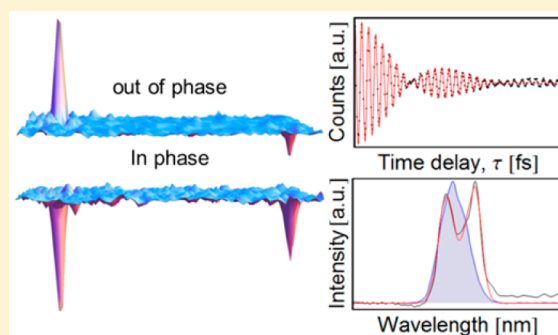 out of phase
In phase
Counts [a.u.]
Time delay, τ [fs]
Intensity [a.u.]
Wavelength [nm]